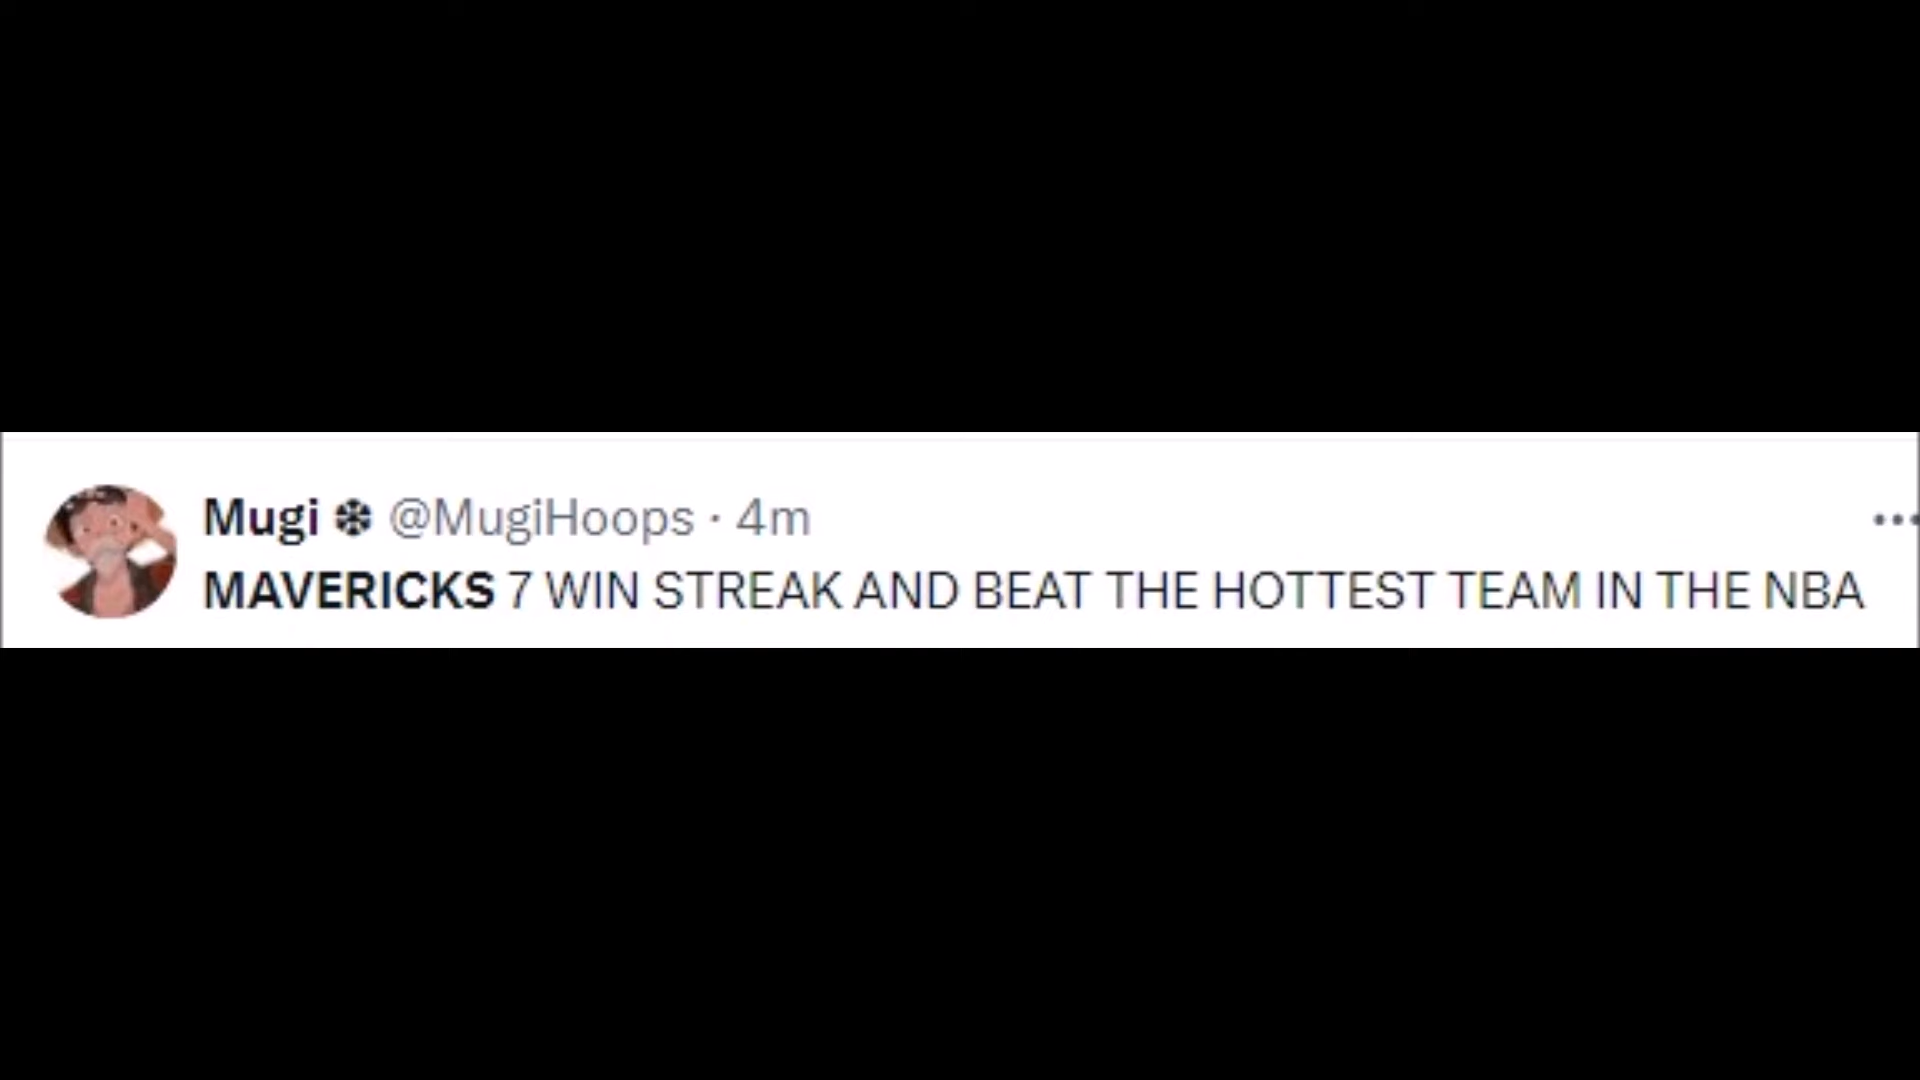 Mugi ❄ @MugiHoops · 4m
MAVERICKS 7 WIN STREAK AND BEAT THE HOTTEST TEAM IN THE NBA